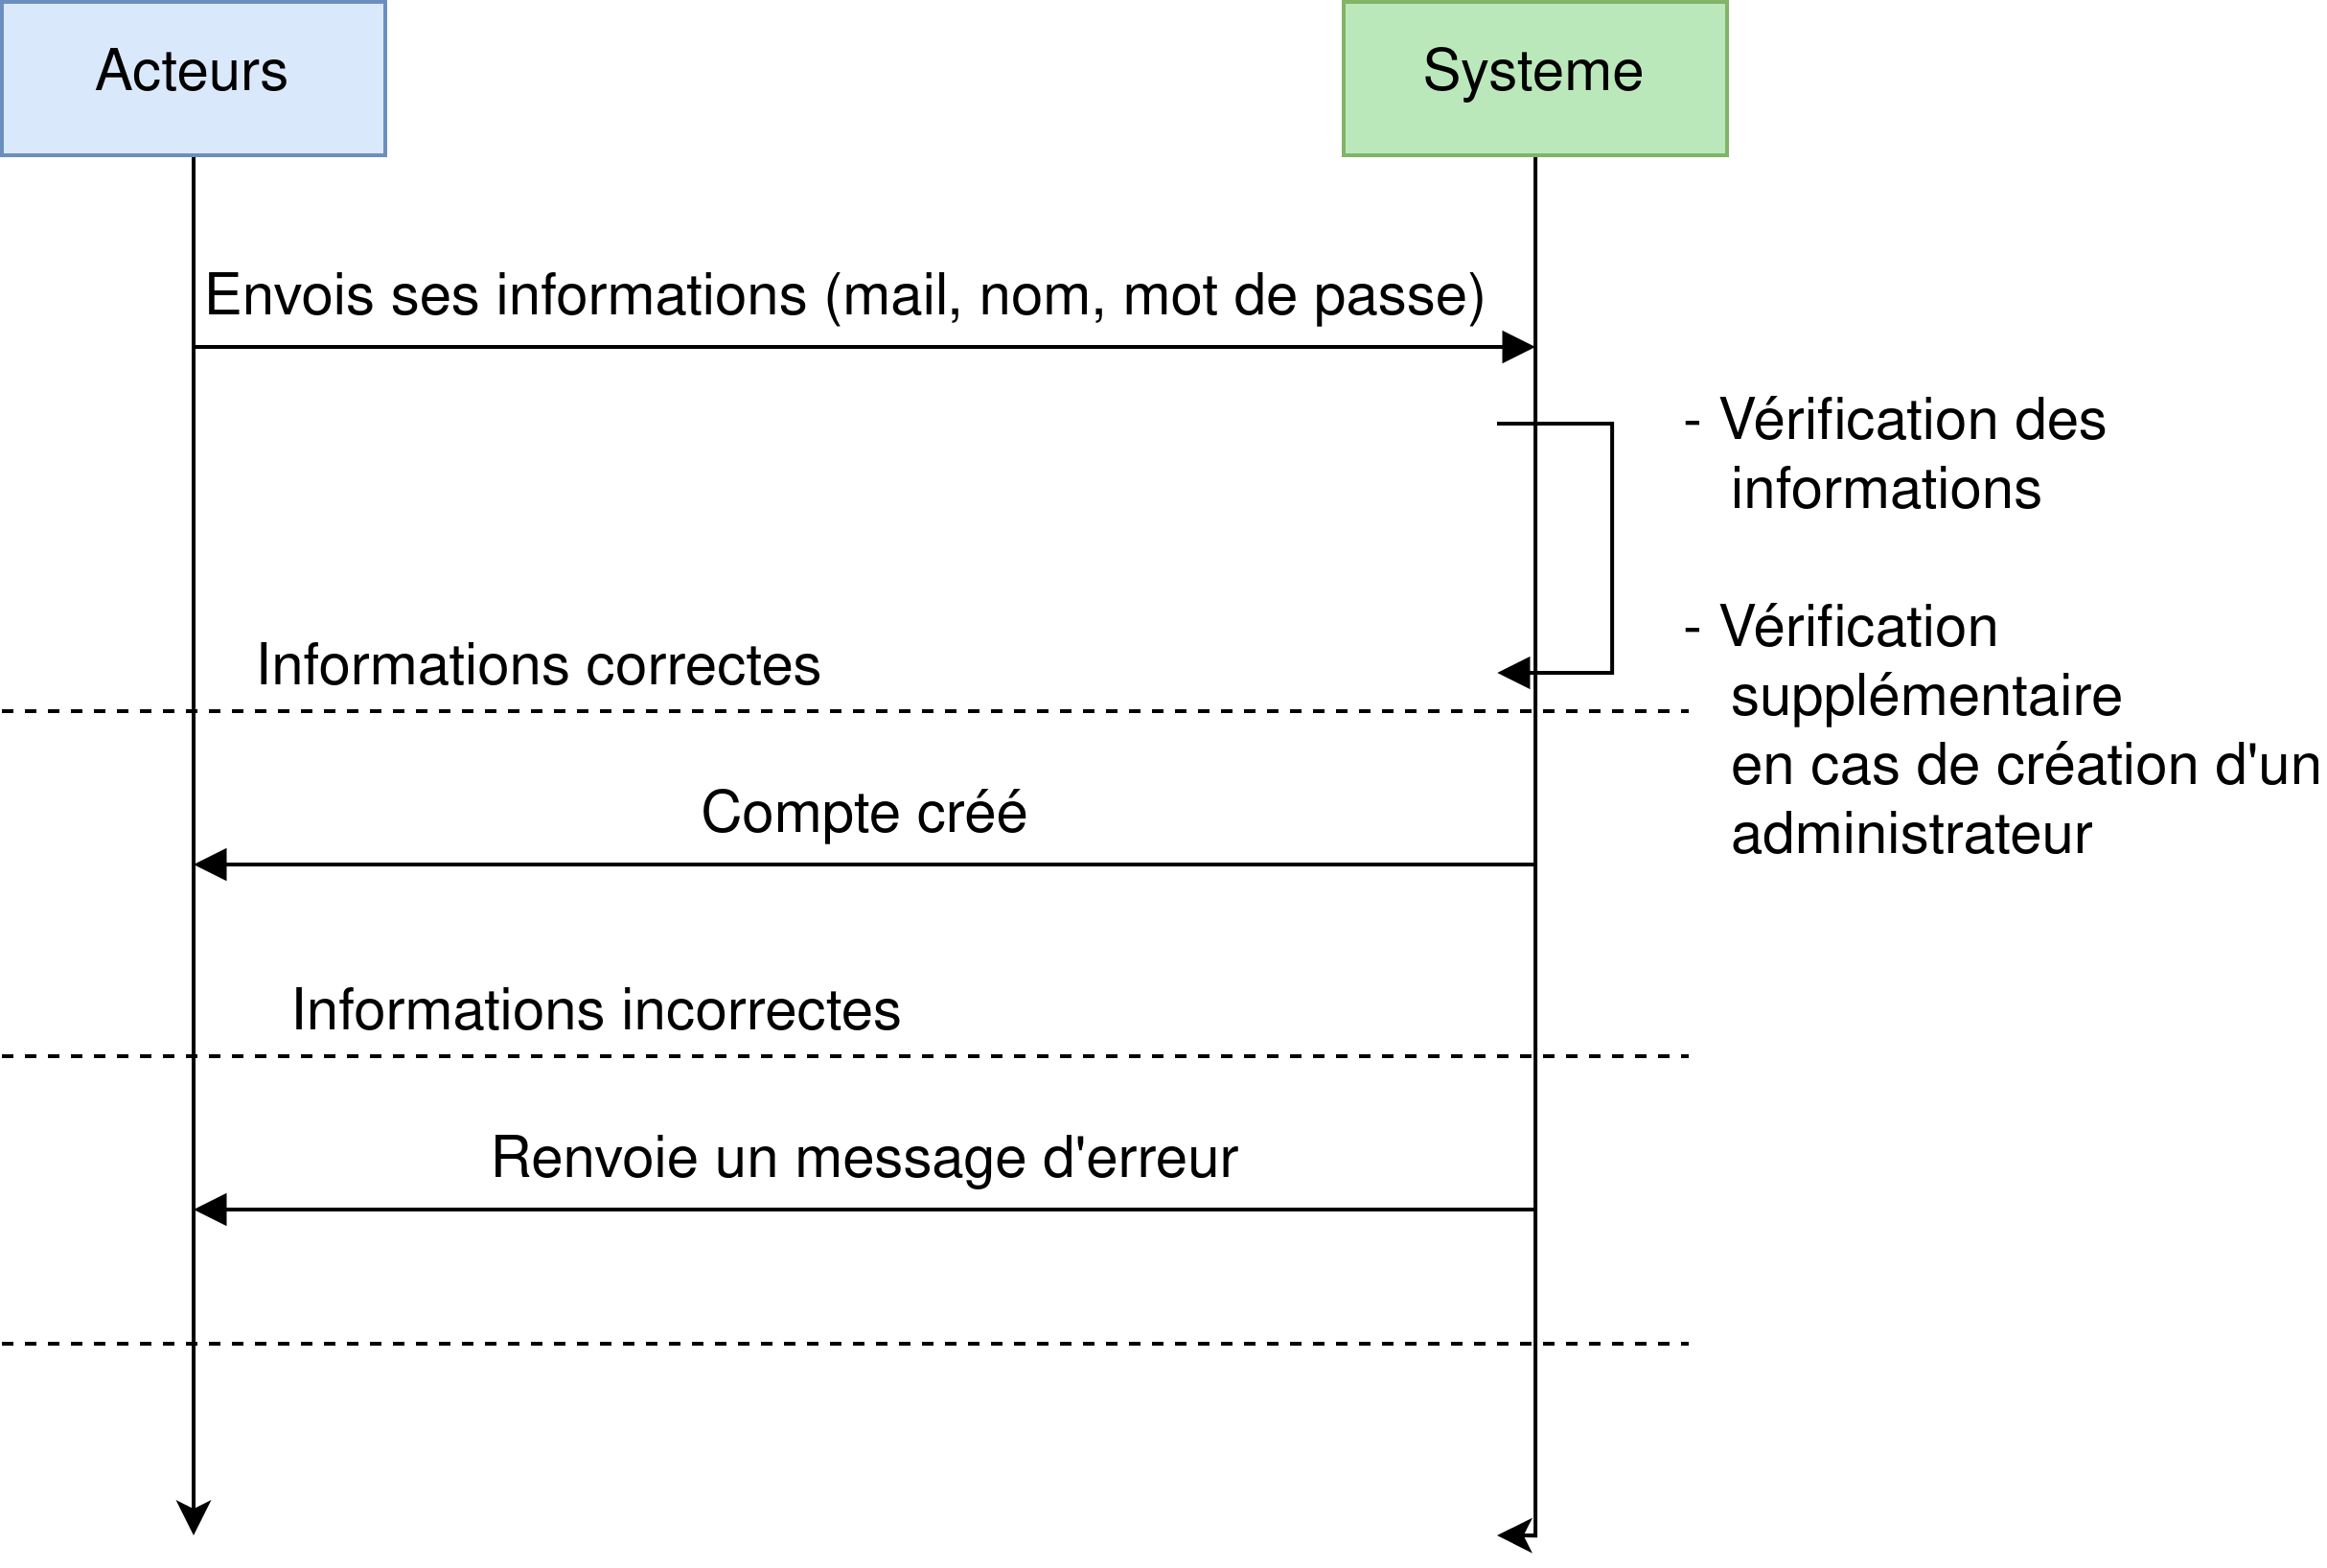 Acteurs
Systeme
Envois ses informations (mail, nom, mot de passe)
- Vérification des
informations
- Vérification
supplémentaire
en cas de création d'un
administrateur
Informations correctes
Compte créé
Informations incorrectes
Renvoie un message d'erreur